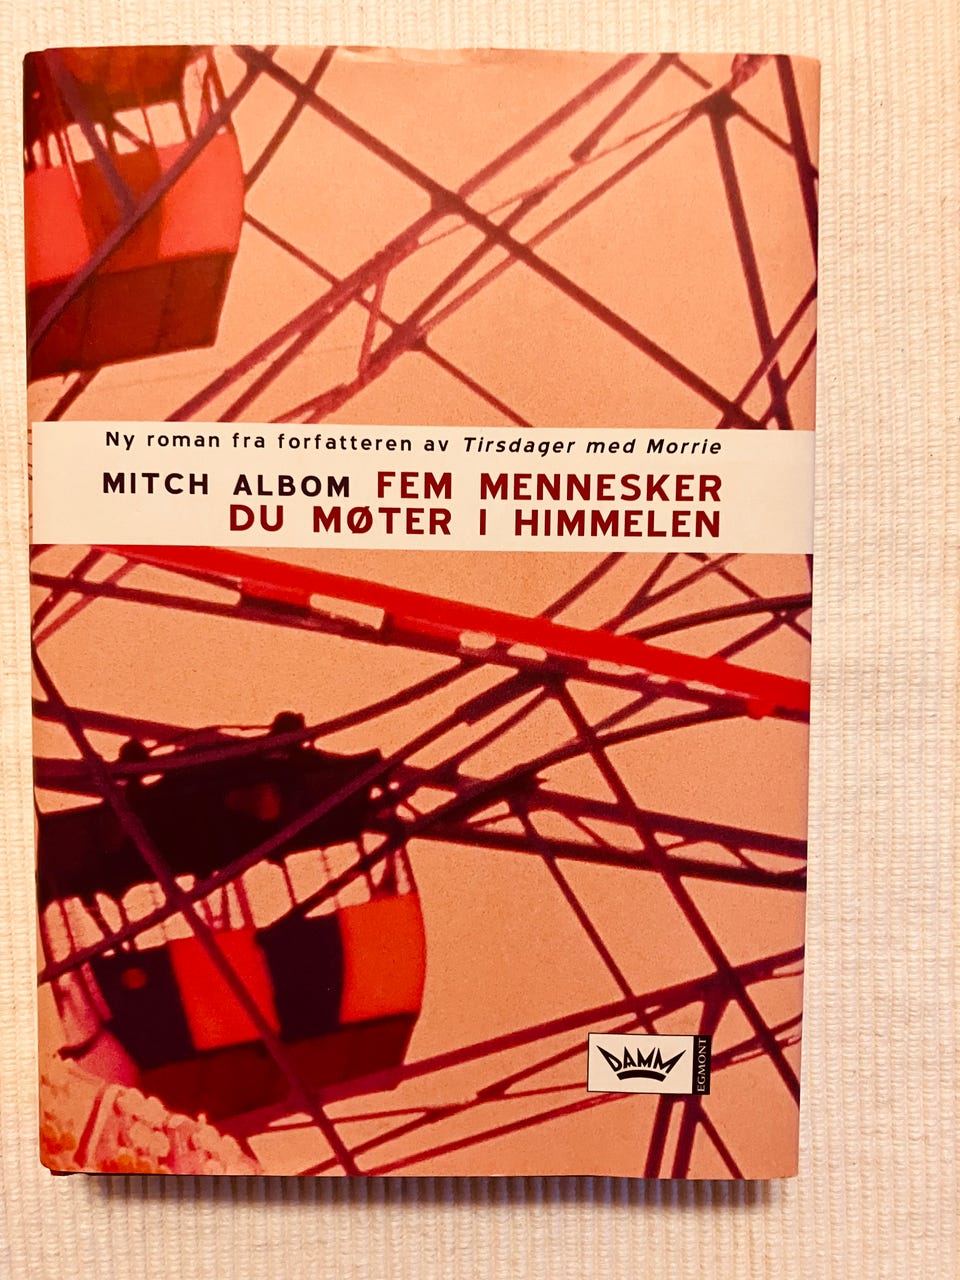 Ny roman fra forfatteren av Tirsdager med Morrie
MITCH ALBOM FEM MENNESKER
DU MØTER I HIMMELEN
DAMM
EGMONT